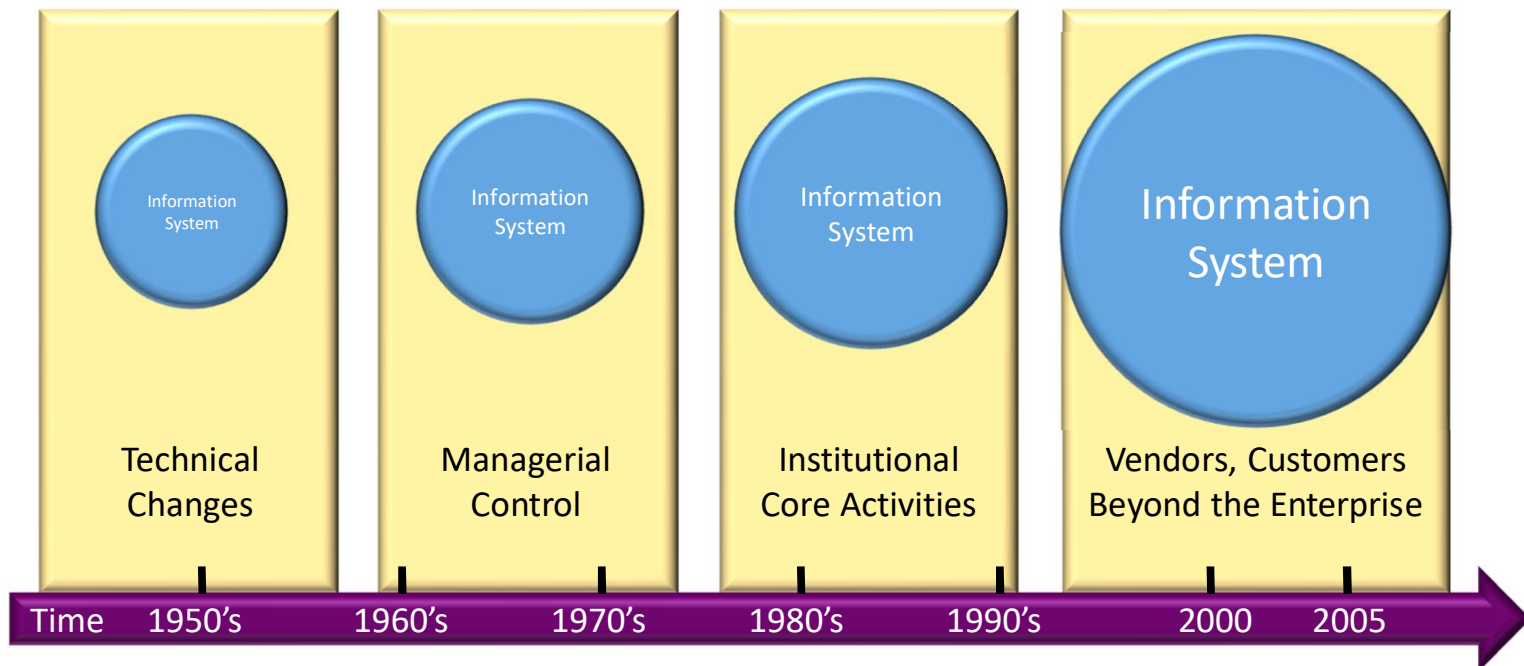 Information
System
Technical
Changes
Information
System
Managerial
Control
Information
System
Institutional
Core Activities
Information
System
Vendors, Customers
Beyond the Enterprise
Time 1950’s 1960’s 1970’s 1980’s 1990’s 2000 2005